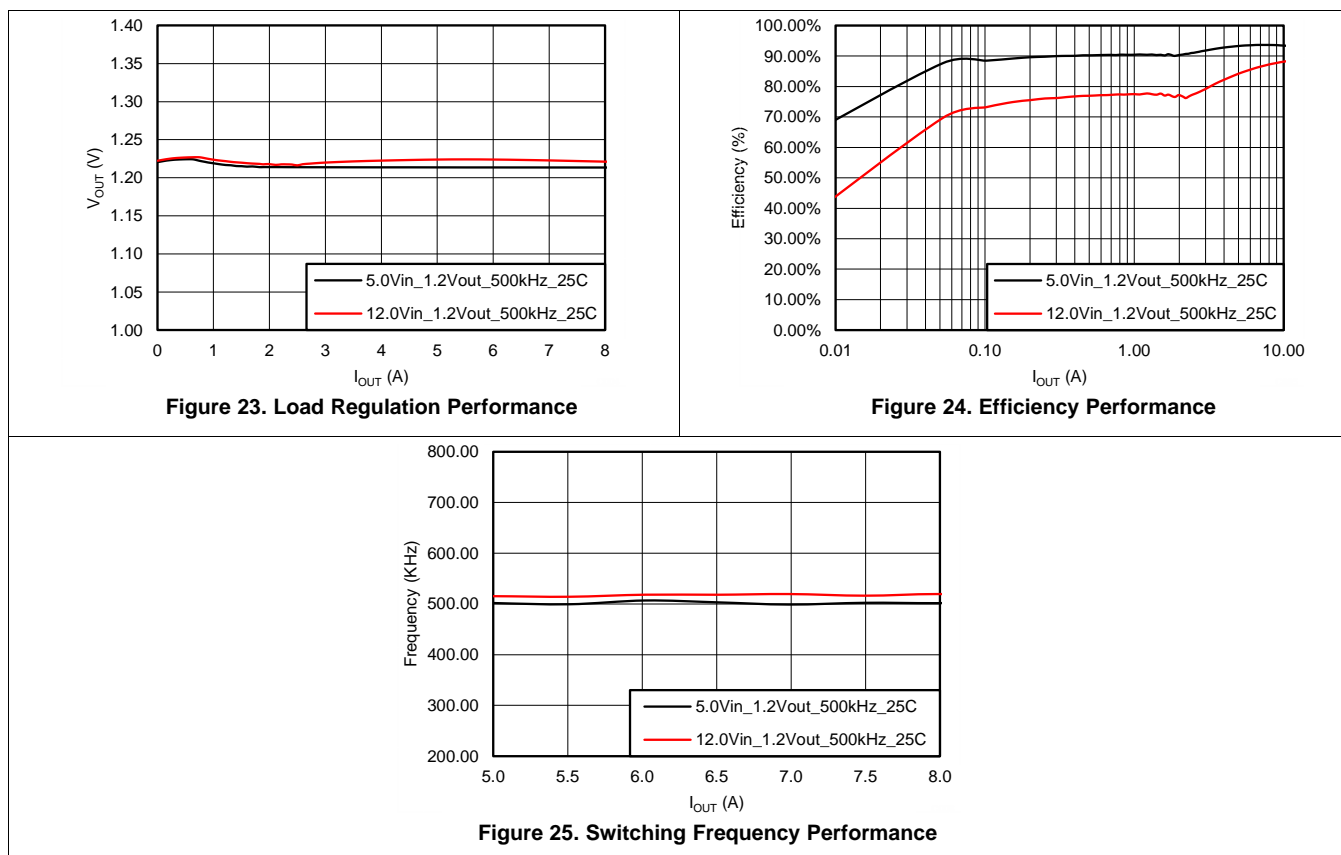 1.40
1.35
1.30
1.25
1.20
1.15
1.10
1.05
1.00
VOUT (V)
5.0Vin_1.2Vout_500kHz_25C
12.0Vin_1.2Vout_500kHz_25C
0 1 2 3 4 5 6 7 8
IOUT (A)
Figure 23. Load Regulation Performance
100.00%
90.00%
80.00%
70.00%
60.00%
50.00%
40.00%
30.00%
20.00%
10.00%
0.00%
Efficiency (%)
5.0Vin_1.2Vout_500kHz_25C
12.0Vin_1.2Vout_500kHz_25C
0.01 0.10 1.00 10.00
IOUT (A)
Figure 24. Efficiency Performance
800.00
700.00
600.00
500.00
400.00
300.00
200.00
Frequency (KHz)
5.0Vin_1.2Vout_500kHz_25C
12.0Vin_1.2Vout_500kHz_25C
5.0 5.5 6.0 6.5 7.0 7.5 8.0
IOUT (A)
Figure 25. Switching Frequency Performance